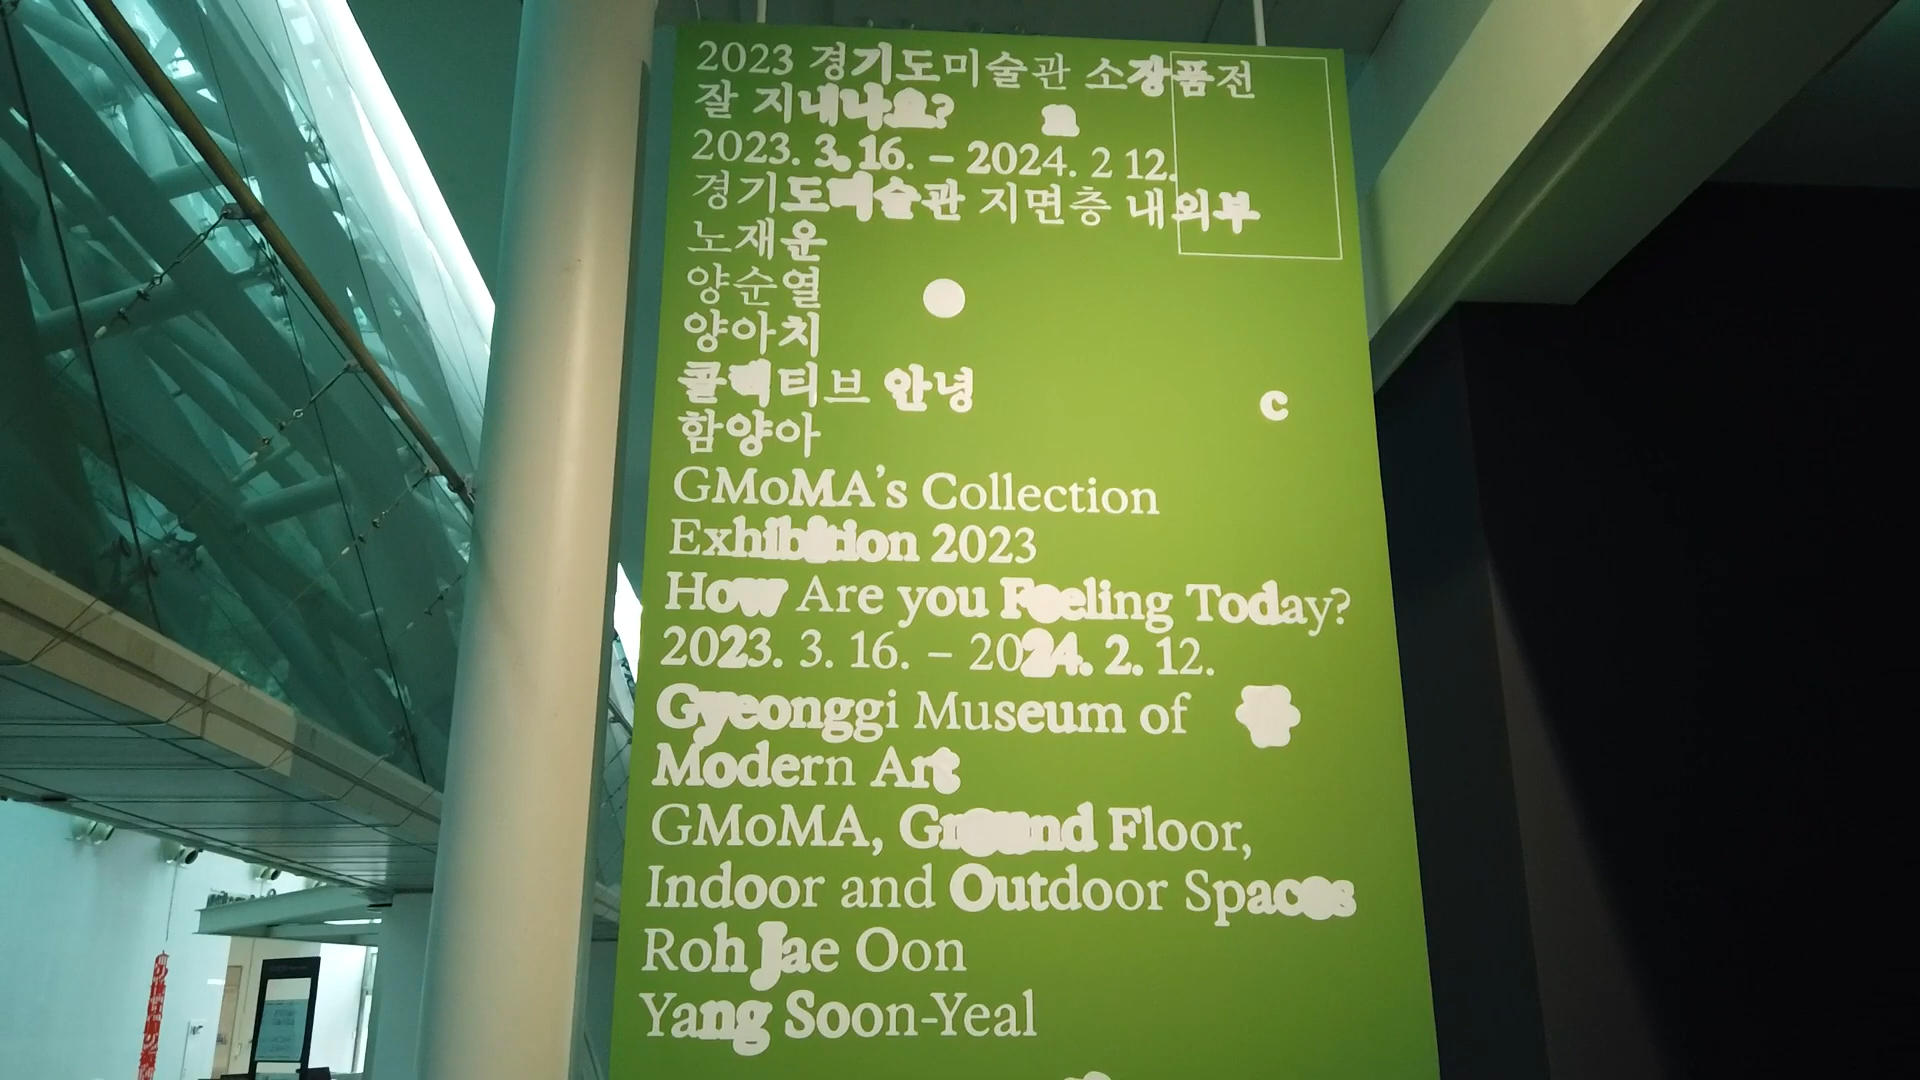 2023 경기도미술관 소장품전
잘 지내나요?
2023. 3. 16. – 2024. 2 12.
경기도미술관 지면층 내외부
노재운
양순열
양아치
콜렉티브 안녕
함양아
c
GMoMA’s Collection
Exhibition 2023
How Are you Feeling Today?
2023. 3. 16. – 2024. 2. 12.
Gyeonggi Museum of
Modern Art
GMoMA, Ground Floor,
Indoor and Outdoor Spaces
Roh Jae Oon
Yang Soon-Yeal